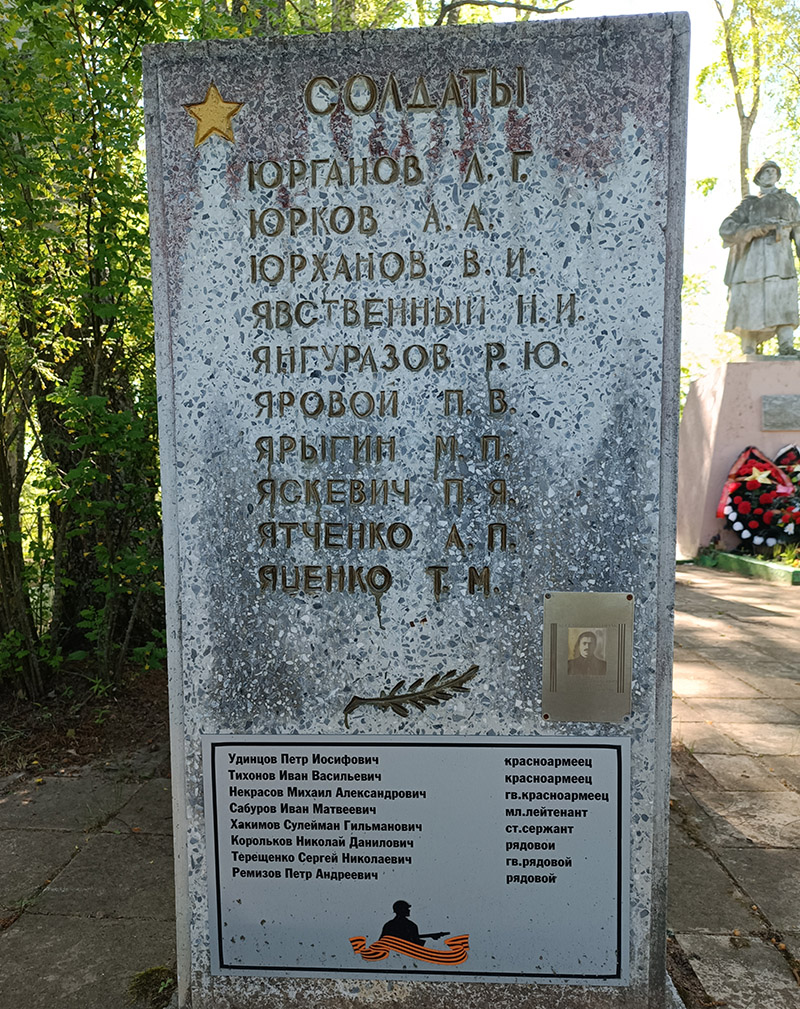 СОЛДАТЫ
ЮРГАНОВ Л. Г.
ЮРКОВ А. А.
ЮРХАНОВ В. И.
ЯВСТВЕННЫЙ Н. И.
ЯНГУРАЗОВ Р. Ю.
ЯРОВОЙ П. В.
ЯРЫГИН М. П.
ЯСКЕВИЧ П. Я.
ЯТЧЕНКО А. П.
ЯЦЕНКО Т. М.
Удинцов Петр Иосифович красноармеец
Тихонов Иван Васильевич красноармеец
Некрасов Михаил Александрович гв.красноармеец
Сабуров Иван Матвеевич мл.лейтенант
Хакимов Сулейман Гильманович ст.сержант
Корольков Николай Данилович рядовои
Терещенко Сергей Николаевич гв.рядовой
Ремизов Петр Андреевич рядовой